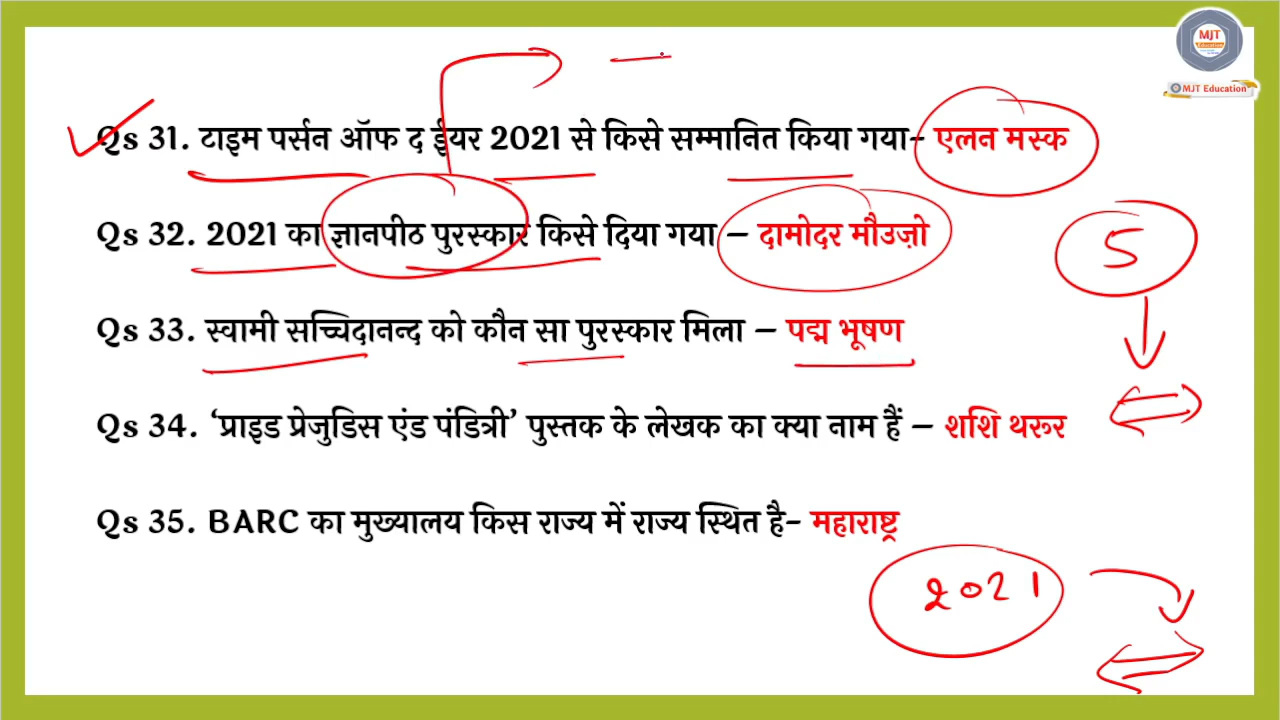 MJT
Education
MJT Education
Qs 31. टाइम पर्सन ऑफ द ईयर 2021 से किसे सम्मानित किया गया- एलन मस्क
Qs 32. 2021 का ज्ञानपीठ पुरस्कार किसे दिया गया – दामोदर मौउज़ो
5
Qs 33. स्वामी सच्चिदानन्द को कौन सा पुरस्कार मिला – पद्म भूषण
Qs 34. ‘प्राइड प्रेजुडिस एंड पंडित्री’ पुस्तक के लेखक का क्या नाम हैं – शशि थरूर
Qs 35. BARC का मुख्यालय किस राज्य में राज्य स्थित है- महाराष्ट्र
2021